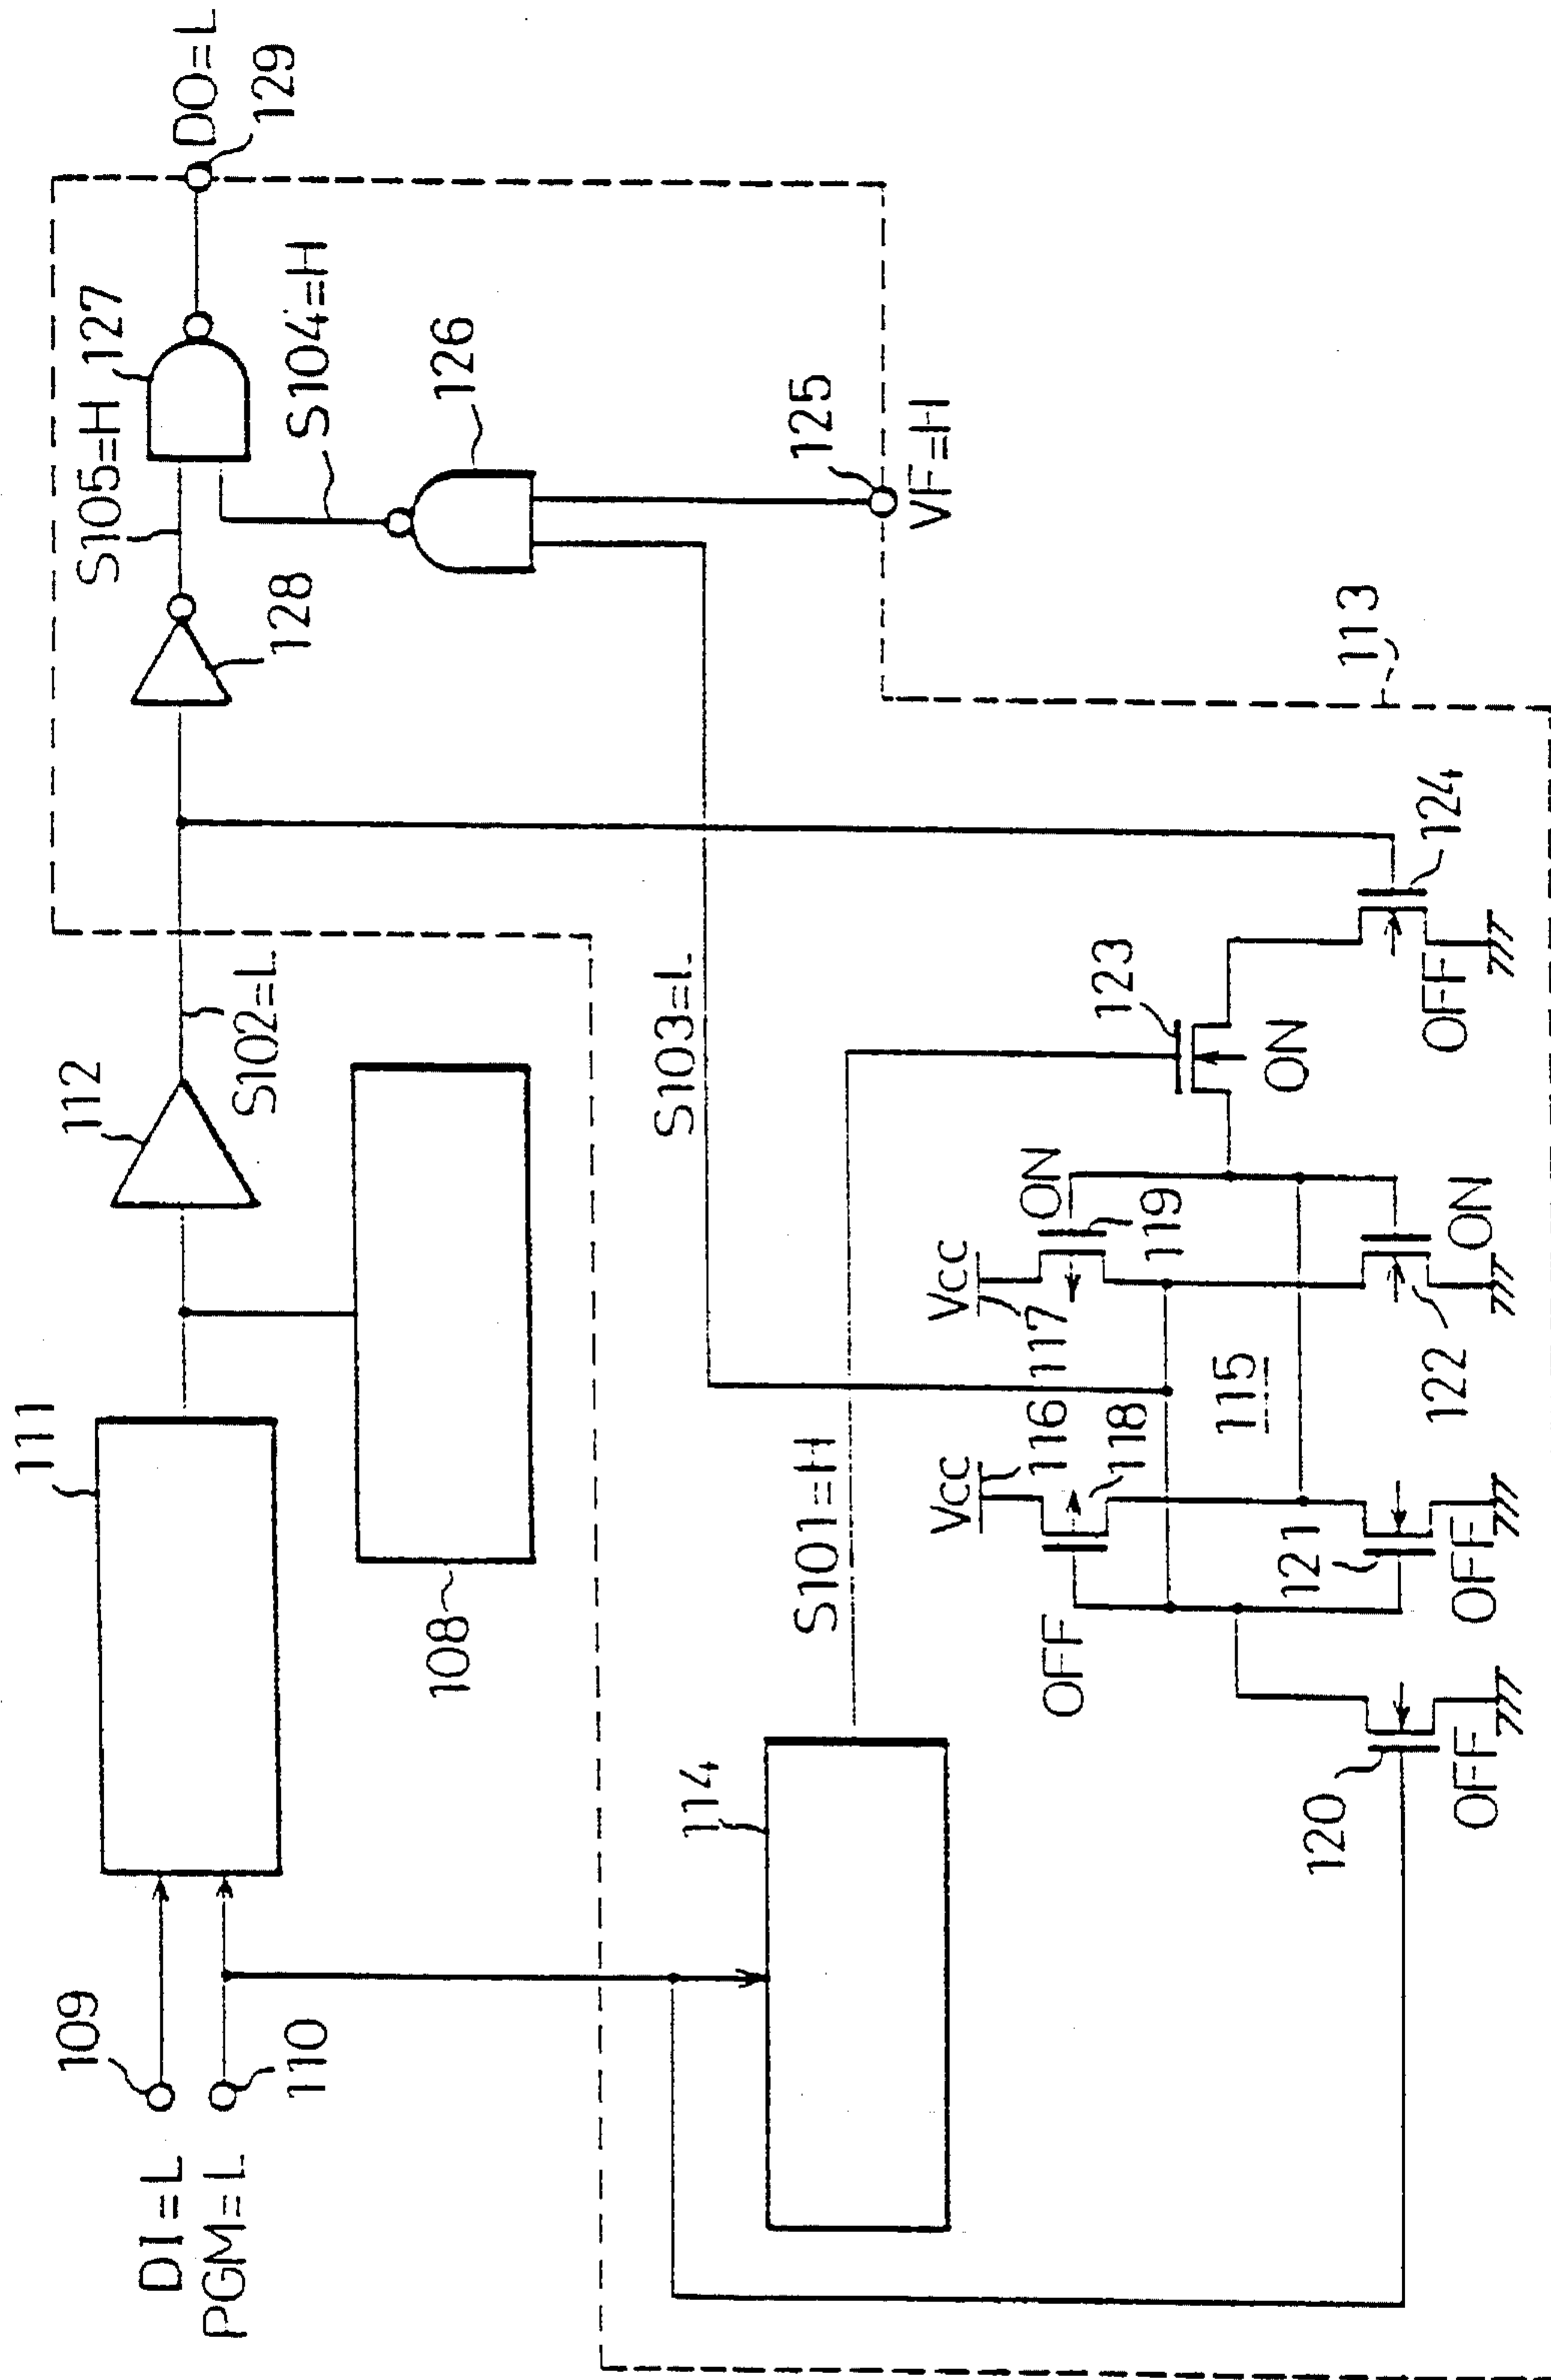 DI=L
PGM=L
109
110
111
108
112
S102=L
128
S105=H
127
S104=H
126
DO=L
129
125
VF=H
113
114
S101=H
S103=L
Vcc
116
118
OFF
Vcc
117
119
ON
115
120
OFF
121
OFF
122
ON
123
ON
124
OFF